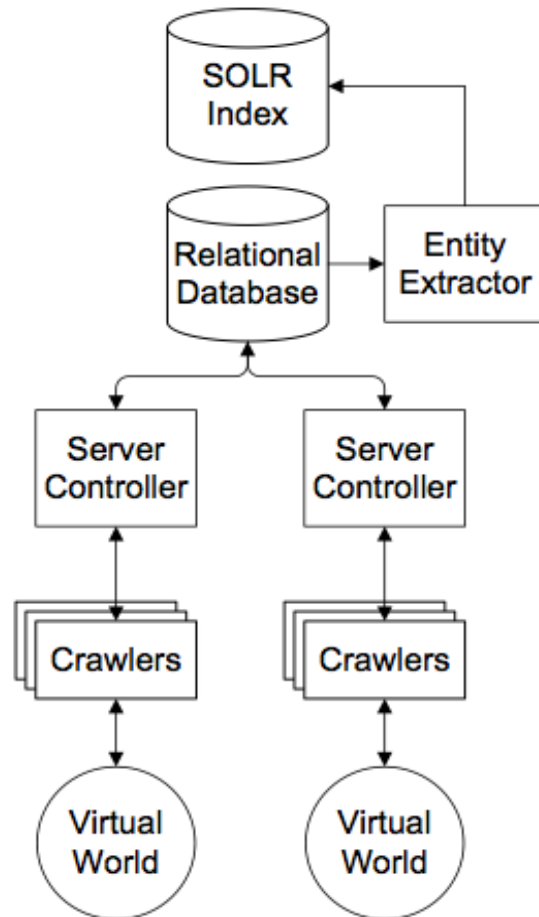 SOLR
Index
Relational
Database
Entity
Extractor
Server
Controller
Server
Controller
Crawlers
Crawlers
Virtual
World
Virtual
World